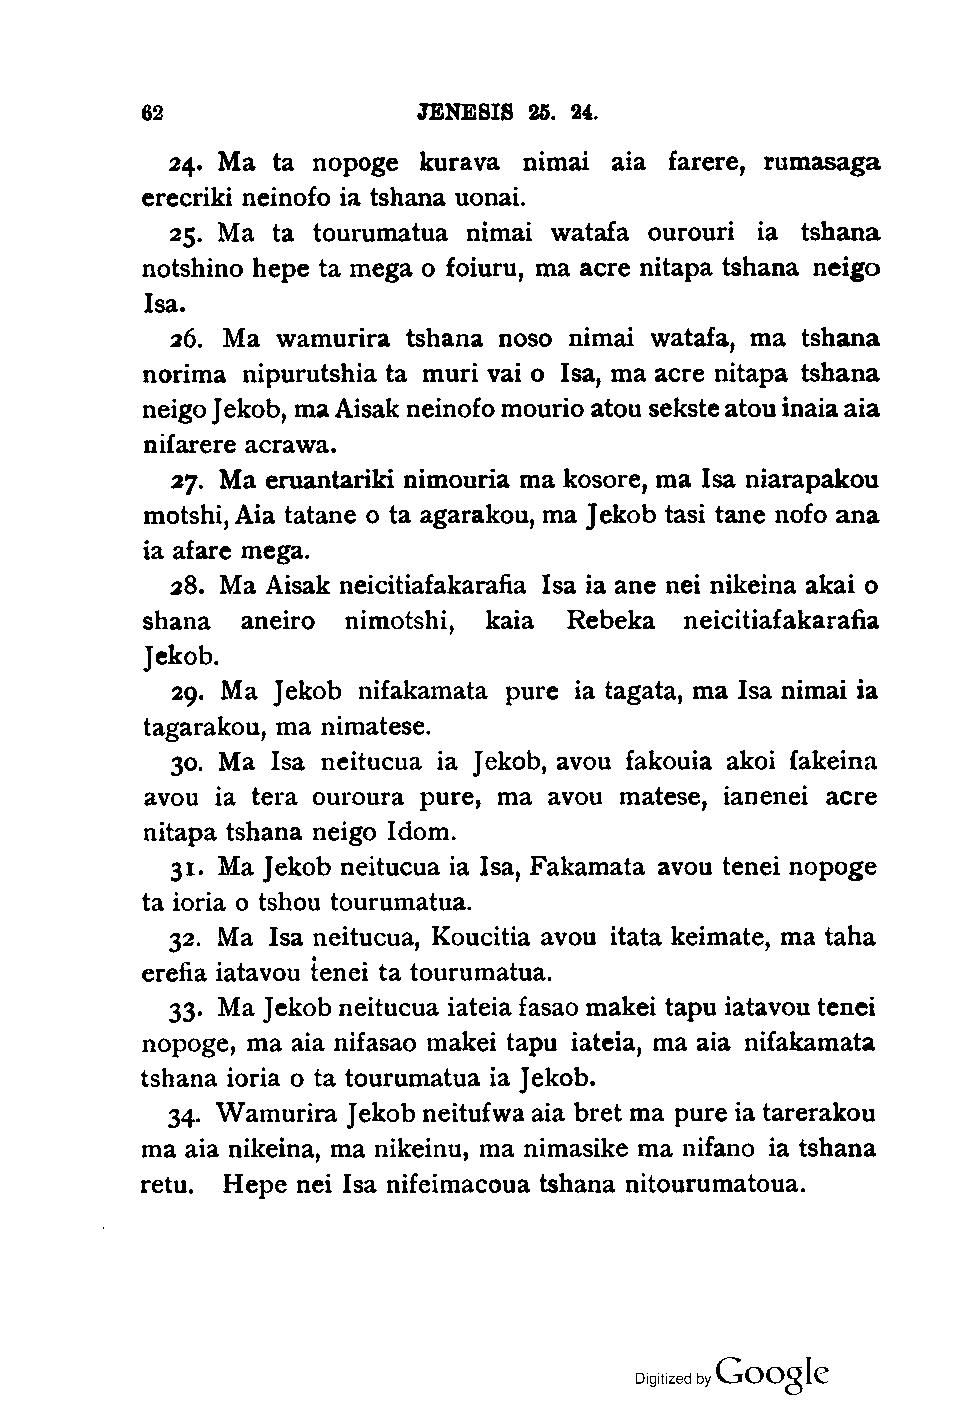 62 JENESIS 25. 24.
24. Ma ta nopoge kurava nimai aia farere, rumasaga
erecriki neinofo ia tshana uonai.
25. Ma ta tourumatua nimai watafa ourouri ia tshana
notshino hepe ta mega o foiuru, ma acre nitapa tshana neigo
Isa.
26. Ma wamurira tshana noso nimai watafa, ma tshana
norima nipurutshia ta muri vai o Isa, ma acre nitapa tshana
neigo Jekob, ma Aisak neinofo mourio atou sekste atou inaia aia
nifarere acrawa.
27. Ma eruantariki nimouria ma kosore, ma Isa niarapakou
motshi, Aia tatane o ta agarakou, ma Jekob tasi tane nofo ana
ia afare mega.
28. Ma Aisak neicitiafakarafia Isa ia ane nei nikeina akai o
shana aneiro nimotshi, kaia Rebeka neicitiafakarafia
Jekob.
29. Ma Jekob nifakamata pure ia tagata, ma Isa nimai ia
tagarakou, ma nimatese.
30. Ma Isa neitucua ia Jekob, avou fakouia akoi fakeina
avou ia tera ouroura pure, ma avou matese, ianenei acre
nitapa tshana neigo Idom.
31. Ma Jekob neitucua ia Isa, Fakamata avou tenei nopoge
ta ioria o tshou tourumatua.
32. Ma Isa neitucua, Koucitia avou itata keimate, ma taha
erefia iatavou tenei ta tourumatua.
33. Ma Jekob neitucua iateia fasao makei tapu iatavou tenei
nopoge, ma aia nifasao makei tapu iateia, ma aia nifakamata
tshana ioria o ta tourumatua ia Jekob.
34. Wamurira Jekob neitufwa aia bret ma pure ia tarerakou
ma aia nikeina, ma nikeinu, ma nimasike ma nifano ia tshana
retu. Hepe nei Isa nifeimacoua tshana nitourumatoua.
Digitized by Google